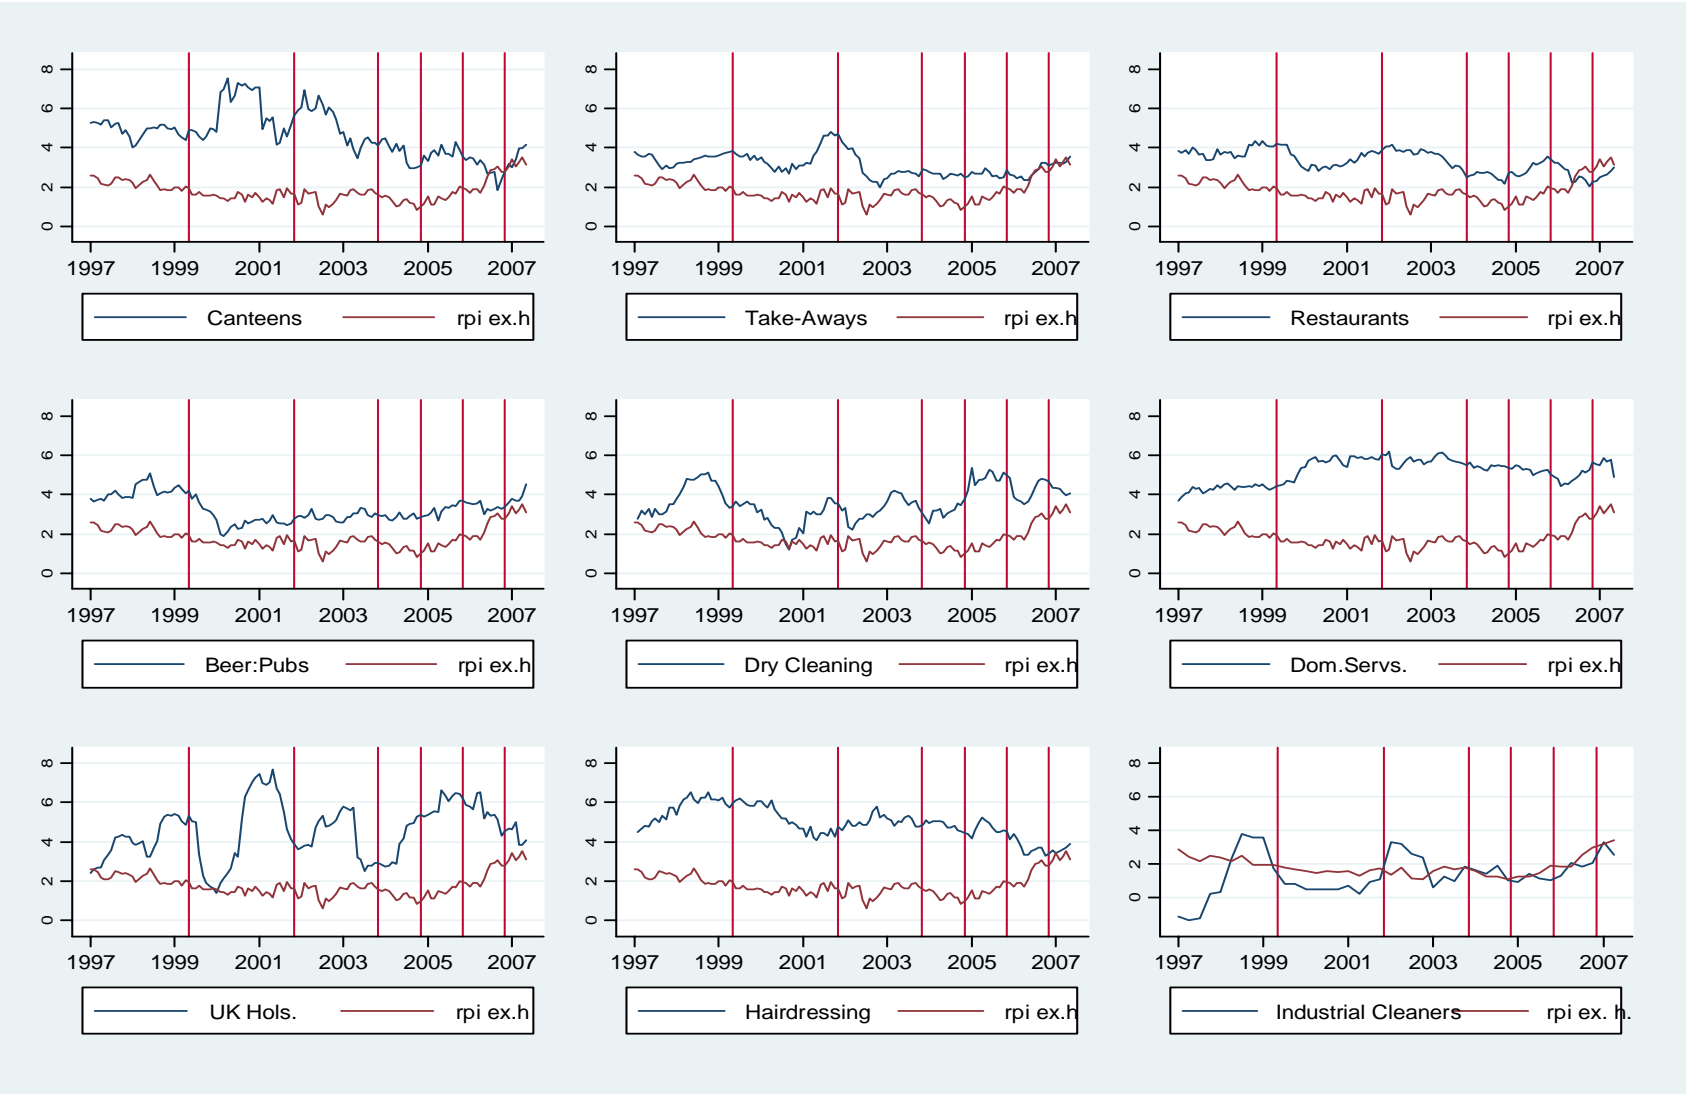 8 8 8
6 6 6
4 4 4
2 2 2
0 0 0
1997 1999 2001 2003 2005 2007 1997 1999 2001 2003 2005 2007 1997 1999 2001 2003 2005 2007
Canteens rpi ex.h Take-Aways rpi ex.h Restaurants rpi ex.h
8 8 8
6 6 6
4 4 4
2 2 2
0 0 0
1997 1999 2001 2003 2005 2007 1997 1999 2001 2003 2005 2007 1997 1999 2001 2003 2005 2007
Beer:Pubs rpi ex.h Dry Cleaning rpi ex.h Dom.Servs. rpi ex.h
8 8 8
6 6 6
4 4 4
2 2 2
0 0 0
1997 1999 2001 2003 2005 2007 1997 1999 2001 2003 2005 2007 1997 1999 2001 2003 2005 2007
UK Hols. rpi ex.h Hairdressing rpi ex.h Industrial Cleaners rpi ex. h.